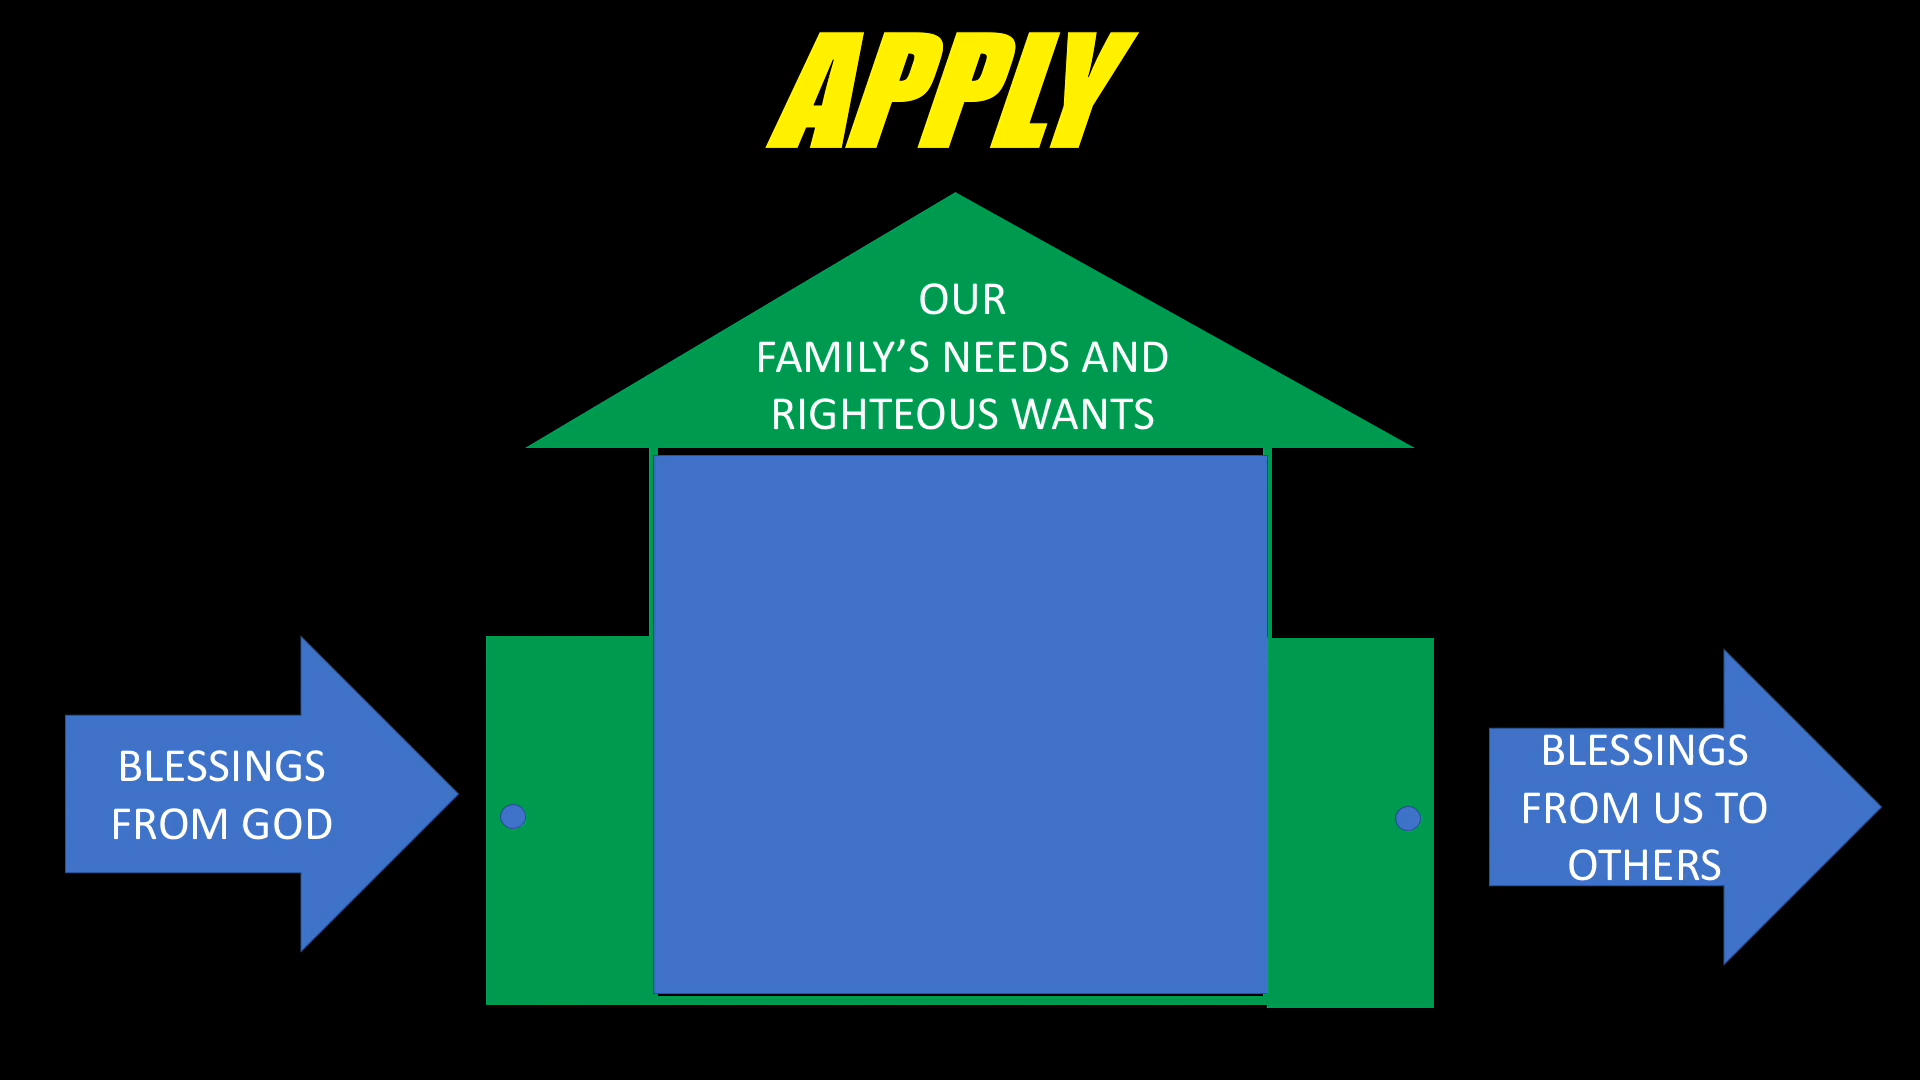 APPLY
OUR
FAMILY’S NEEDS AND
RIGHTEOUS WANTS
BLESSINGS
FROM GOD
BLESSINGS
FROM US TO
OTHERS